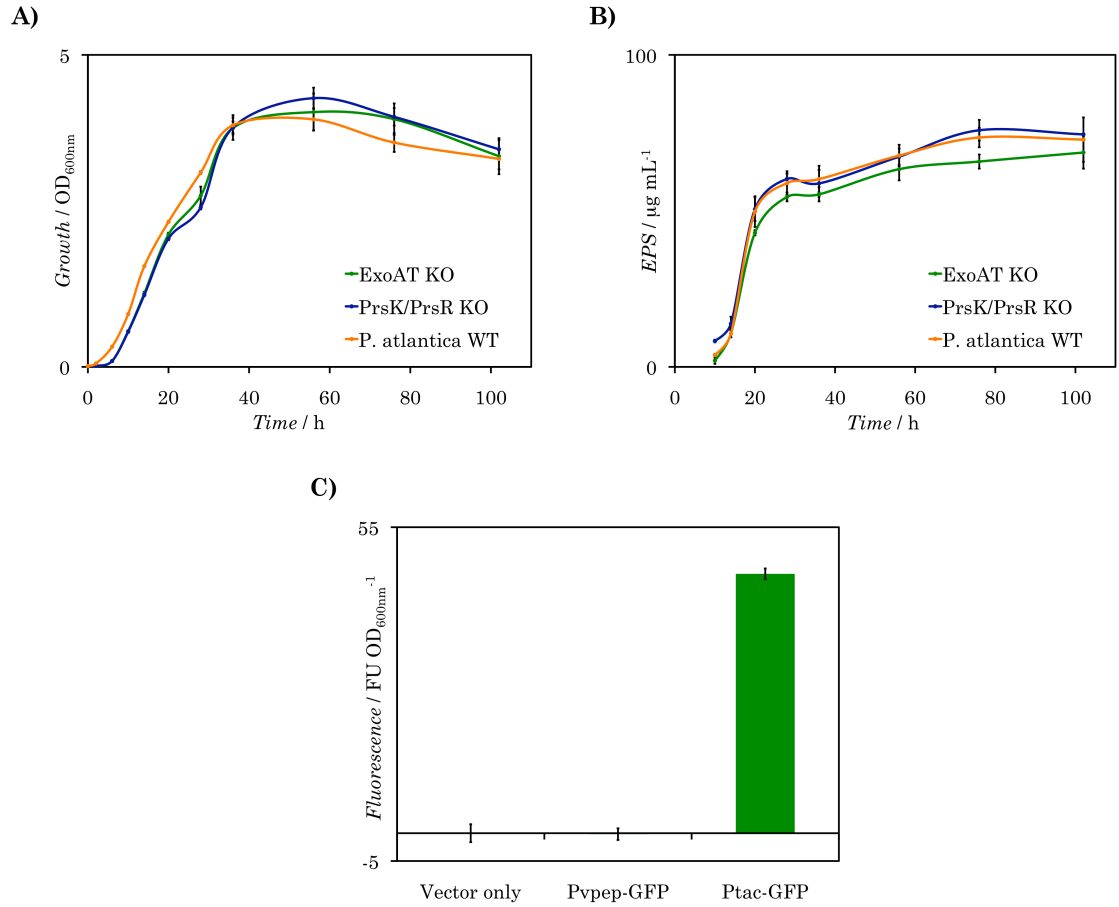 A)
5
Growth / OD600nm
0
0 20 40 60 80 100
Time / h
ExoAT KO
PrsK/PrsR KO
P. atlantica WT
B)
100
EPS / µg mL-1
0
0 20 40 60 80 100
Time / h
ExoAT KO
PrsK/PrsR KO
P. atlantica WT
C)
55
Fluorescence / FU OD600nm-1
-5
Vector only Pvpep-GFP Ptac-GFP